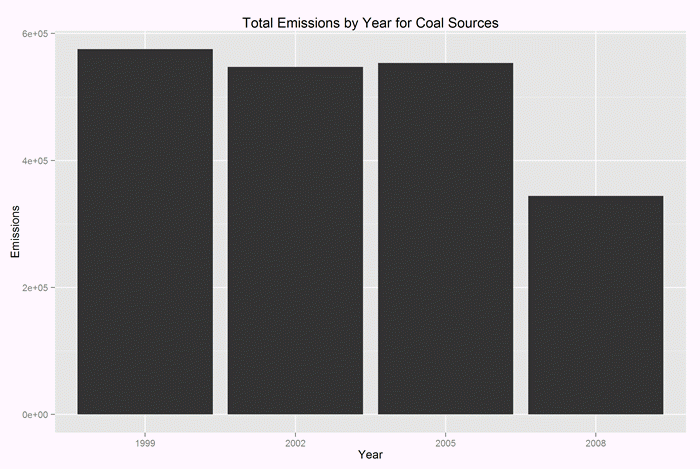 Total Emissions by Year for Coal Sources
6e+05
4e+05
Emissions
2e+05
0e+00
1999 2002 2005 2008
Year